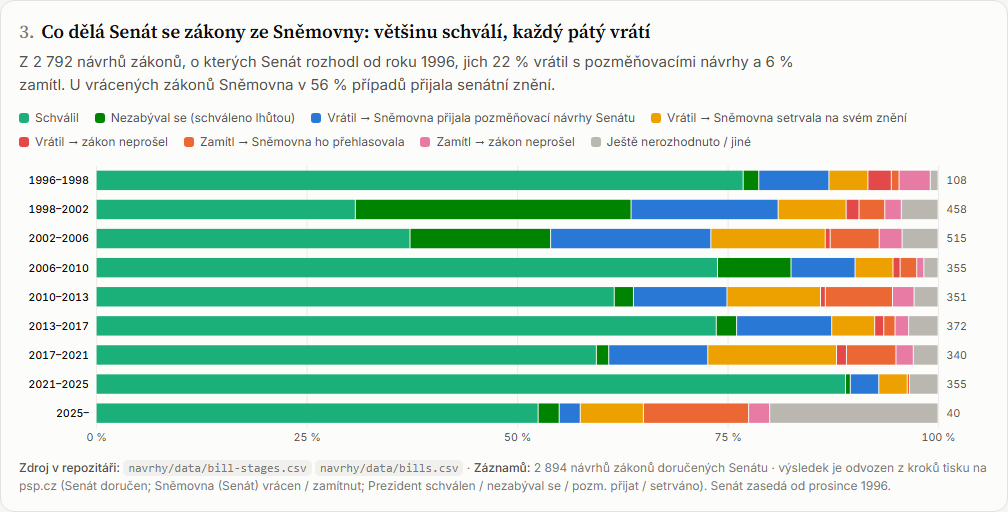 3. Co dělá Senát se zákony ze Sněmovny: většinu schválí, každý pátý vrátí
Z 2 792 návrhů zákonů, o kterých Senát rozhodl od roku 1996, jich 22 % vrátil s pozměňovacími návrhy a 6 %
zamítl. U vrácených zákonů Sněmovna v 56 % případů přijala senátní znění.
Schválil Nezabýval se (schváleno lhůtou) Vrátil → Sněmovna přijala pozměňovací návrhy Senátu Vrátil → Sněmovna setrvala na svém znění
Vrátil → zákon neprošel Zamítl → Sněmovna ho přehlasovala Zamítl → zákon neprošel Ještě nerozhodnuto / jiné
1996–1998 108
1998–2002 458
2002–2006 515
2006–2010 355
2010–2013 351
2013–2017 372
2017–2021 340
2021–2025 355
2025– 40
0 % 25 % 50 % 75 % 100 %
Zdroj v repozitáři: navrhy/data/bill-stages.csv navrhy/data/bills.csv · Záznamů: 2 894 návrhů zákonů doručených Senátu · výsledek je odvozen z kroků tisku na
psp.cz (Senát doručen; Sněmovna (Senát) vrácen / zamítnut; Prezident schválen / nezabýval se / pozm. přijat / setrváno). Senát zasedá od prosince 1996.